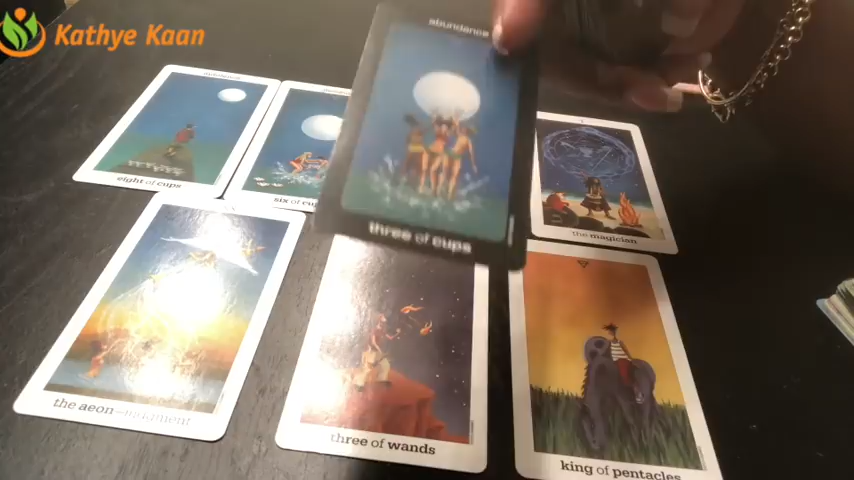 Kathye Kaan
abundance
eight of cups
six of cu
three of cups
I
the magician
the aeon—judgment
three of wands
king of pentacles